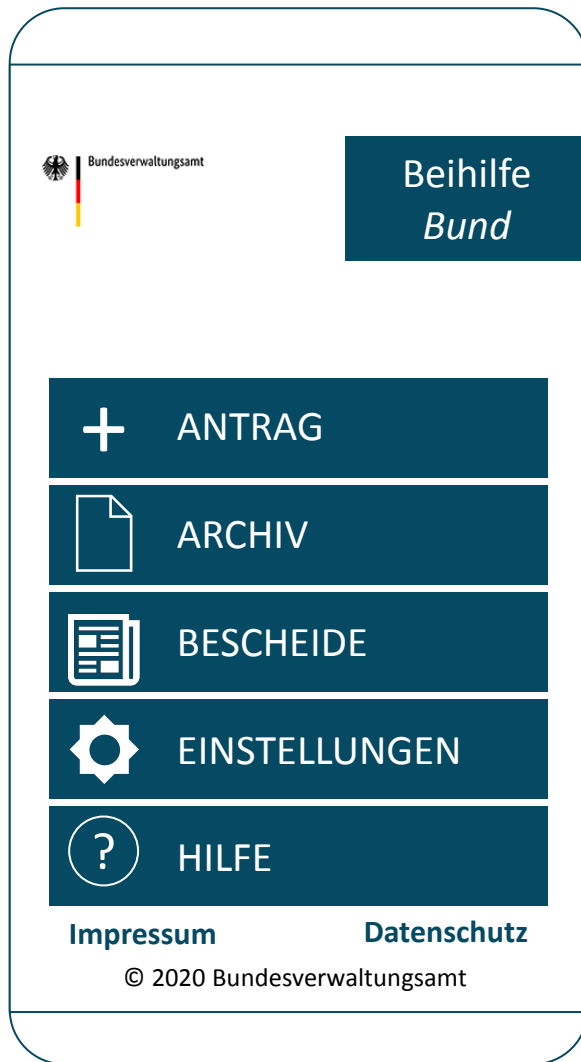 Bundesverwaltungsamt
Beihilfe
Bund
+ ANTRAG
ARCHIV
BESCHEIDE
EINSTELLUNGEN
? HILFE
Impressum Datenschutz
© 2020 Bundesverwaltungsamt